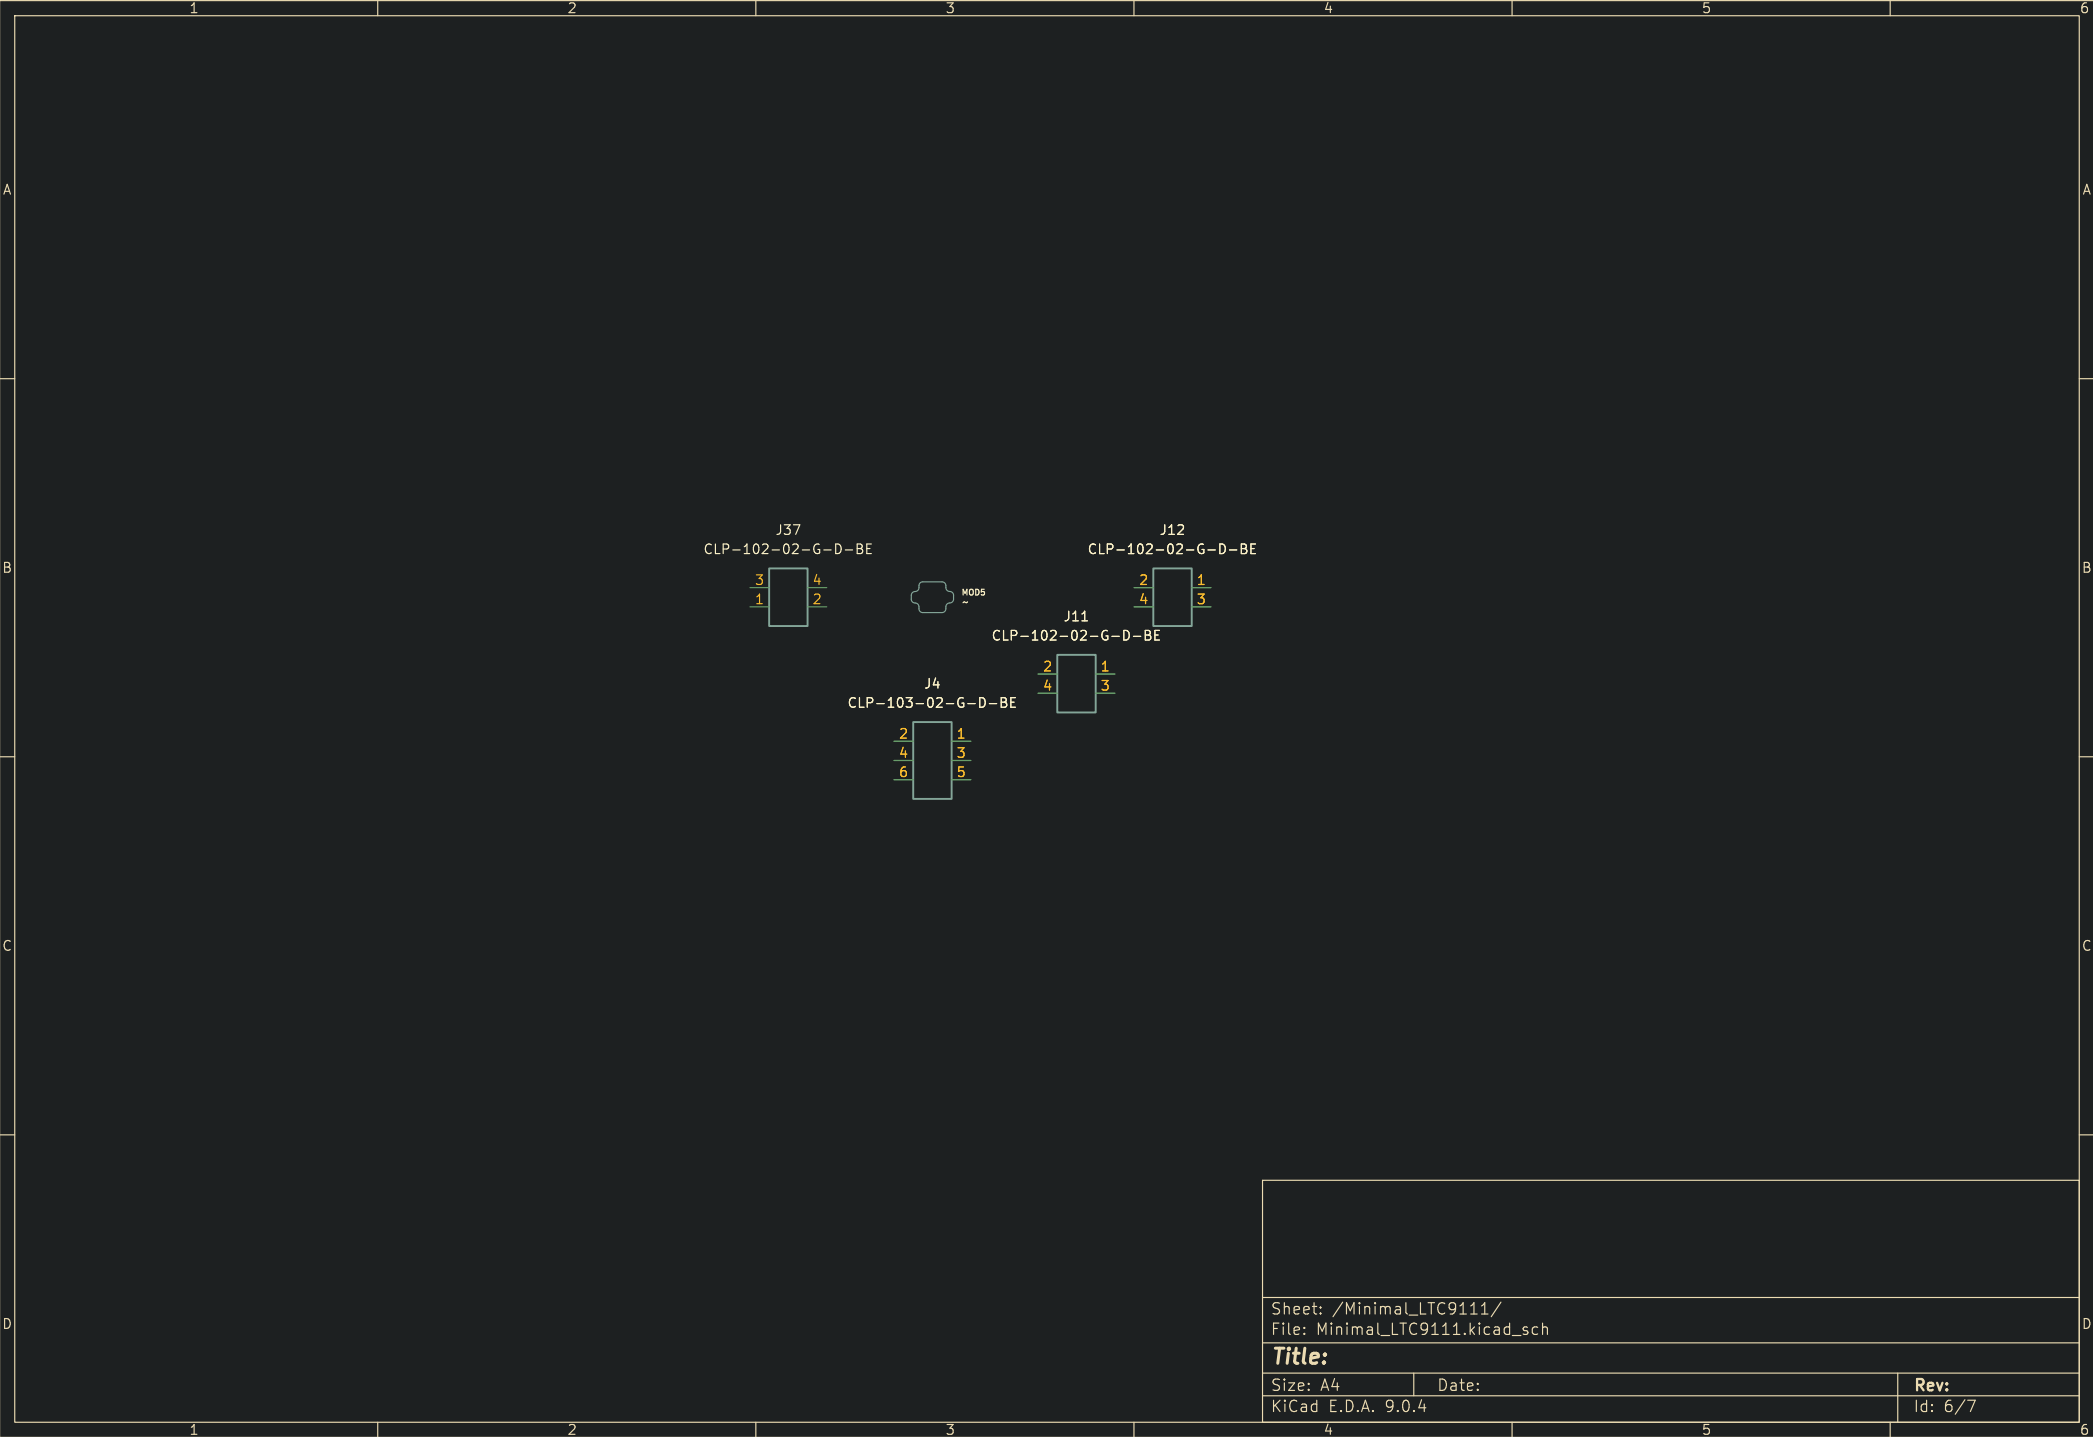 1 2 3 4 5 6
A A
J37 J12
CLP-102-02-G-D-BE CLP-102-02-G-D-BE
B B
3 4 2 1
1 2 4 3
MOD5
~
J11
CLP-102-02-G-D-BE
2 1
4 3
J4
CLP-103-02-G-D-BE
2 1
4 3
6 5
C C
Sheet: /Minimal_LTC9111/
File: Minimal_LTC9111.kicad_sch
D D
Title:
Size: A4 Date: Rev:
KiCad E.D.A. 9.0.4 Id: 6/7
1 2 3 4 5 6